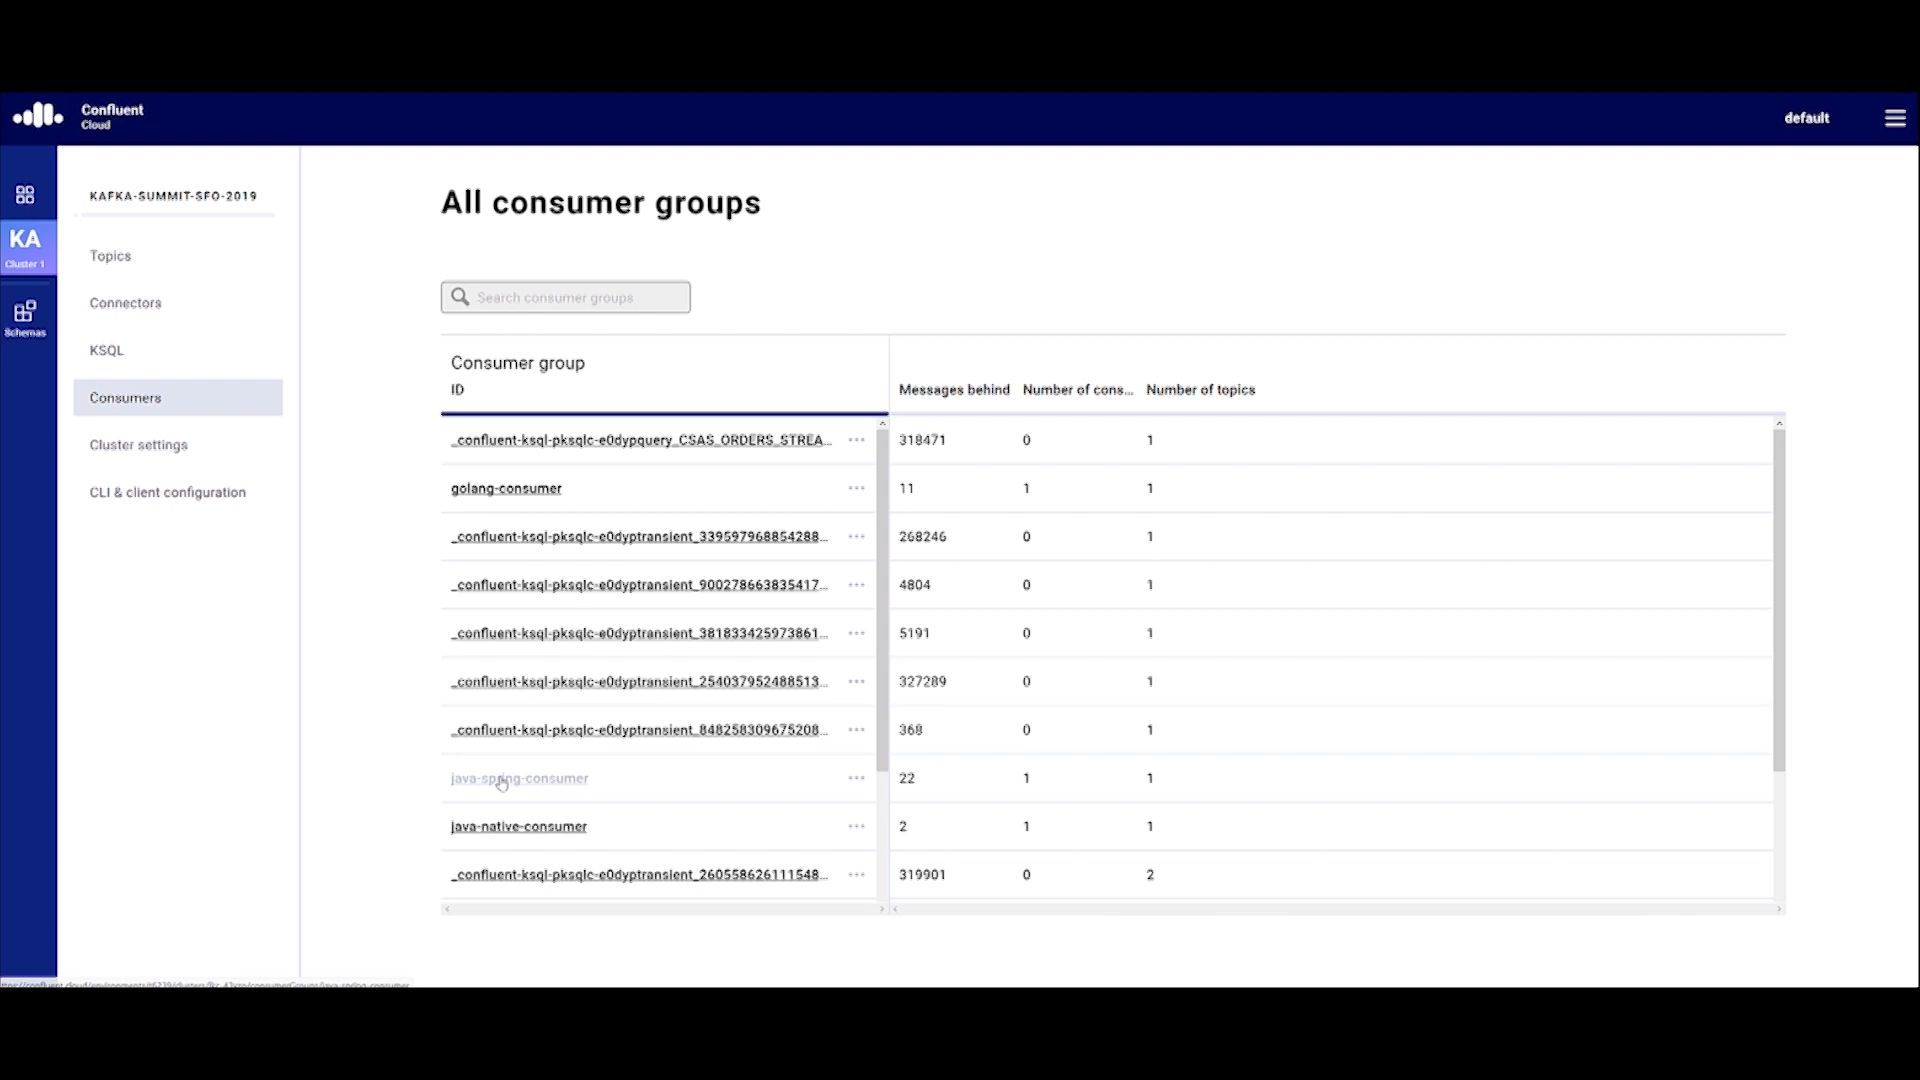 Confluent
Cloud
default
KA
Cluster 1
Schemas
KAFKA-SUMMIT-SFO-2019
Topics
Connectors
KSQL
Consumers
Cluster settings
CLI & client configuration
All consumer groups
Search consumer groups
Consumer group
ID Messages behind Number of cons... Number of topics
_confluent-ksql-pksqlc-e0dypquery_CSAS_ORDERS_STREA... 318471 0 1
golang-consumer 11 1 1
_confluent-ksql-pksqlc-e0dyptransient_339597968854288... 268246 0 1
_confluent-ksql-pksqlc-e0dyptransient_900278663835417... 4804 0 1
_confluent-ksql-pksqlc-e0dyptransient_381833425973861... 5191 0 1
_confluent-ksql-pksqlc-e0dyptransient_254037952488513... 327289 0 1
_confluent-ksql-pksqlc-e0dyptransient_848258309675208... 368 0 1
java-spring-consumer 22 1 1
java-native-consumer 2 1 1
_confluent-ksql-pksqlc-e0dyptransient_260558626111548... 319901 0 2